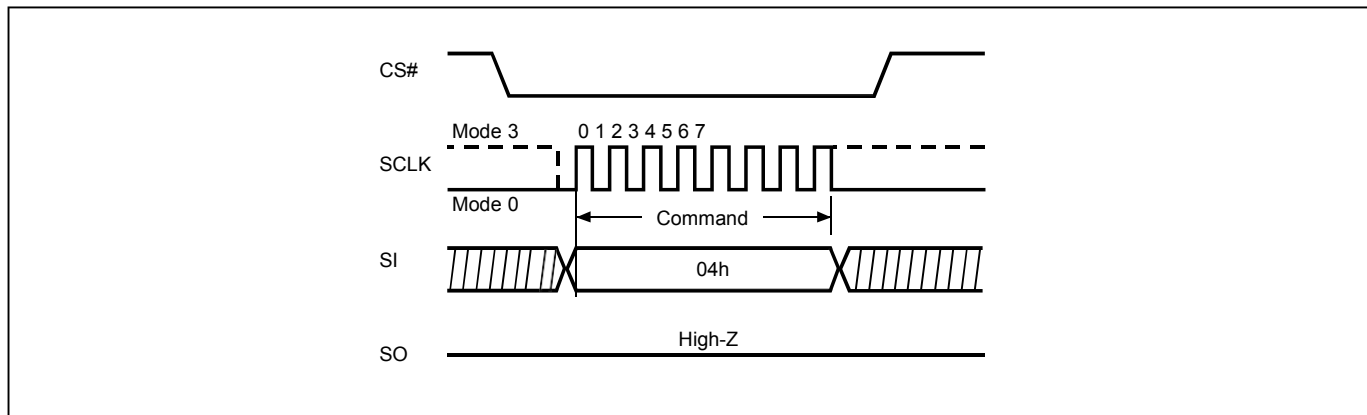 CS#
Mode 3 0 1 2 3 4 5 6 7
SCLK
Mode 0
Command
SI
04h
High-Z
SO